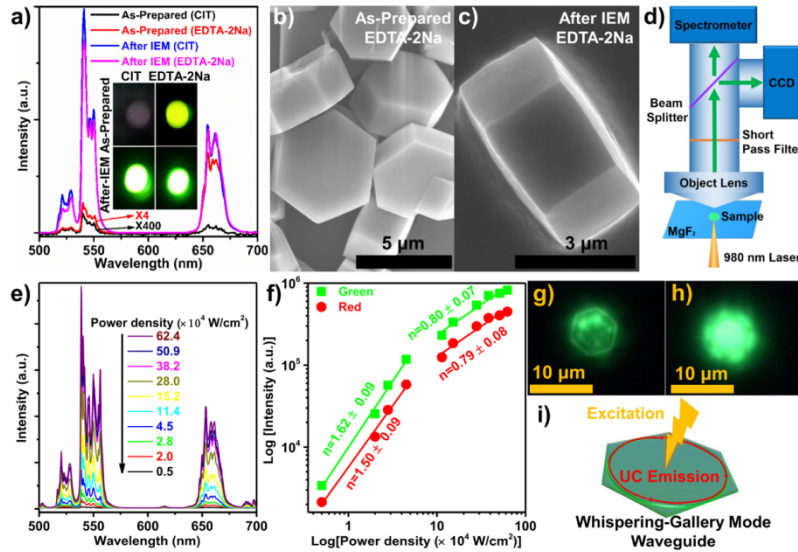 a)
As-Prepared (CIT)
As-Prepared (EDTA-2Na)
After IEM (CIT)
After IEM (EDTA-2Na)
CIT EDTA-2Na
As-Prepared
After-IEM
X4
X400
Intensity (a.u.)
500 550 600 650 700
Wavelength (nm)
b)
As-Prepared
EDTA-2Na
5 μm
c)
After IEM
EDTA-2Na
3 μm
d)
Spectrometer
CCD
Beam
Splitter
Short
Pass Filter
Object Lens
Sample
MgF₂
980 nm Laser
e)
Power density (× 10⁴ W/cm²)
62.4
50.9
38.2
28.0
15.2
11.4
4.5
2.8
2.0
0.5
Intensity (a.u.)
500 550 600 650 700
Wavelength (nm)
f)
Green
Red
n=0.80 ± 0.07
n=0.79 ± 0.08
n=1.62 ± 0.09
n=1.50 ± 0.09
Log [Intensity (a.u.)]
10⁶
10⁵
10⁴
1 10
Log[Power density (× 10⁴ W/cm²)]
g)
10 μm
h)
10 μm
i)
Excitation
UC Emission
Whispering-Gallery Mode
Waveguide